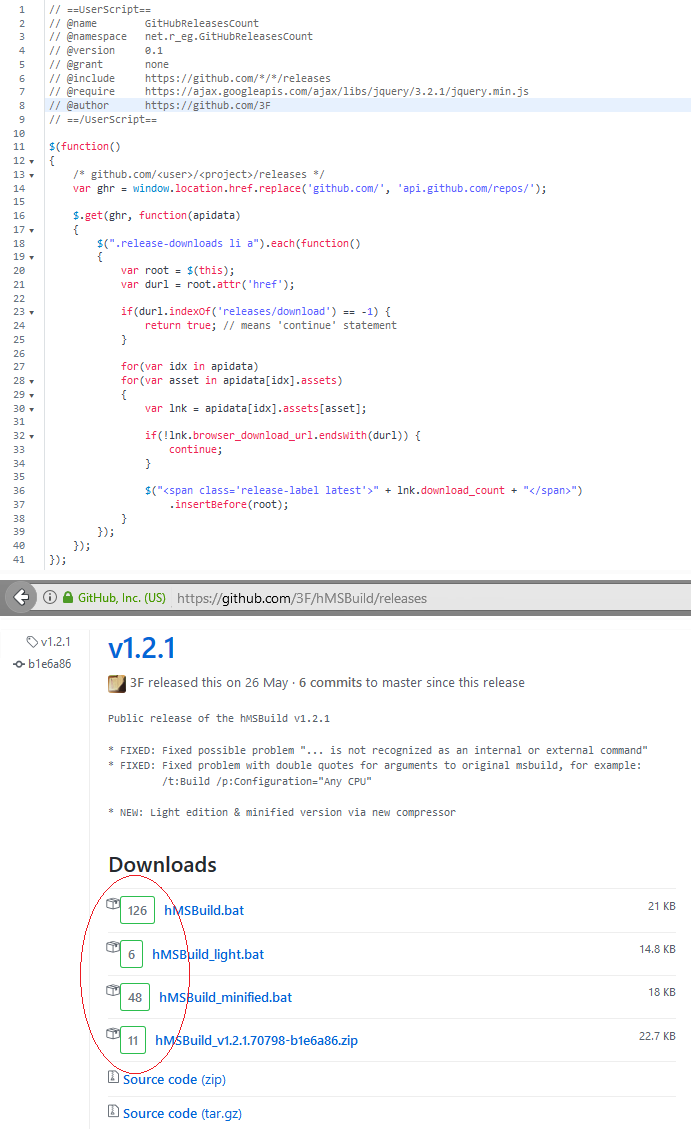 1 // ==UserScript==
2 // @name GitHubReleasesCount
3 // @namespace net.r_eg.GitHubReleasesCount
4 // @version 0.1
5 // @grant none
6 // @include https://github.com/*/*/releases
7 // @require https://ajax.googleapis.com/ajax/libs/jquery/3.2.1/jquery.min.js
8 // @author https://github.com/3F
9 // ==/UserScript==
10
11 $(function()
12 {
13 /* github.com/<user>/<project>/releases */
14 var ghr = window.location.href.replace('github.com/', 'api.github.com/repos/');
15
16 $.get(ghr, function(apidata)
17 {
18 $(".release-downloads li a").each(function()
19 {
20 var root = $(this);
21 var durl = root.attr('href');
22
23 if(durl.indexOf('releases/download') == -1) {
24 return true; // means 'continue' statement
25 }
26
27 for(var idx in apidata)
28 for(var asset in apidata[idx].assets)
29 {
30 var lnk = apidata[idx].assets[asset];
31
32 if(!lnk.browser_download_url.endsWith(durl)) {
33 continue;
34 }
35
36 $("<span class='release-label latest'>" + lnk.download_count + "</span>")
37 .insertBefore(root);
38 }
39 });
40 });
41 });
GitHub, Inc. (US) https://github.com/3F/hMSBuild/releases
v1.2.1
b1e6a86
v1.2.1
3F released this on 26 May · 6 commits to master since this release
Public release of the hMSBuild v1.2.1
* FIXED: Fixed possible problem "... is not recognized as an internal or external command"
* FIXED: Fixed problem with double quotes for arguments to original msbuild, for example:
/t:Build /p:Configuration="Any CPU"
* NEW: Light edition & minified version via new compressor
Downloads
126 hMSBuild.bat 21 KB
6 hMSBuild_light.bat 14.8 KB
48 hMSBuild_minified.bat 18 KB
11 hMSBuild_v1.2.1.70798-b1e6a86.zip 22.7 KB
Source code (zip)
Source code (tar.gz)